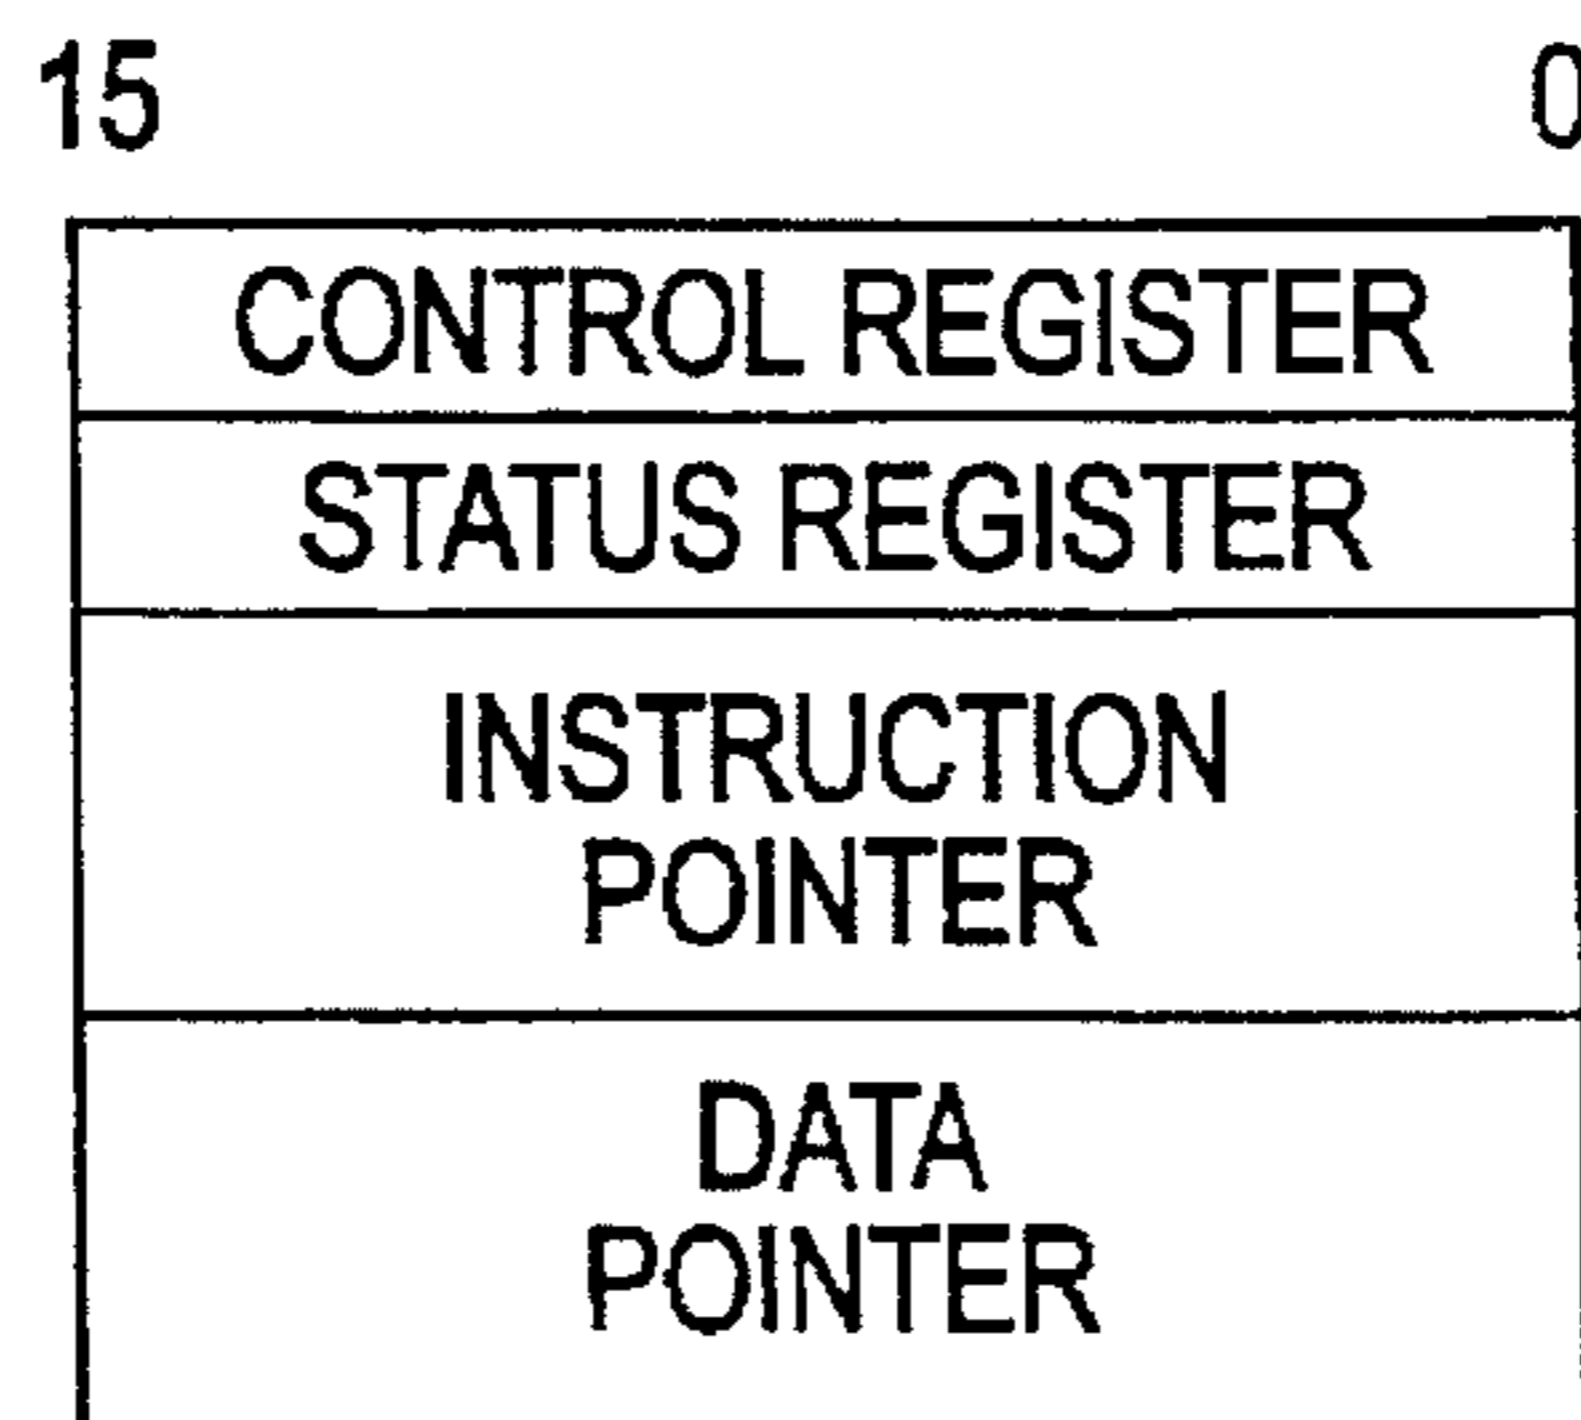 15 0
CONTROL REGISTER
STATUS REGISTER
INSTRUCTION
POINTER
DATA
POINTER